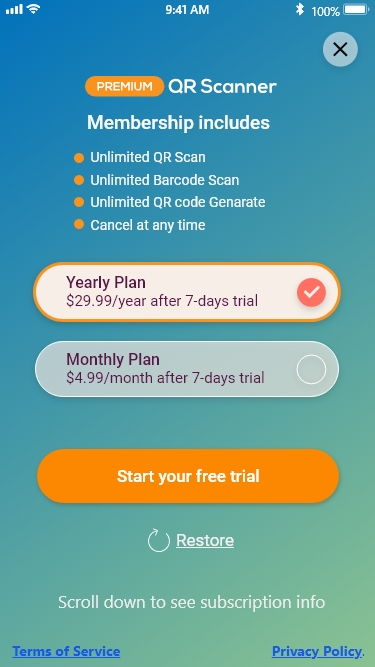 9:41 AM 100%
PREMIUM QR Scanner
Membership includes
Unlimited QR Scan
Unlimited Barcode Scan
Unlimited QR code Genarate
Cancel at any time
Yearly Plan
$29.99/year after 7-days trial
Monthly Plan
$4.99/month after 7-days trial
Start your free trial
Restore
Scroll down to see subscription info
Terms of Service Privacy Policy.